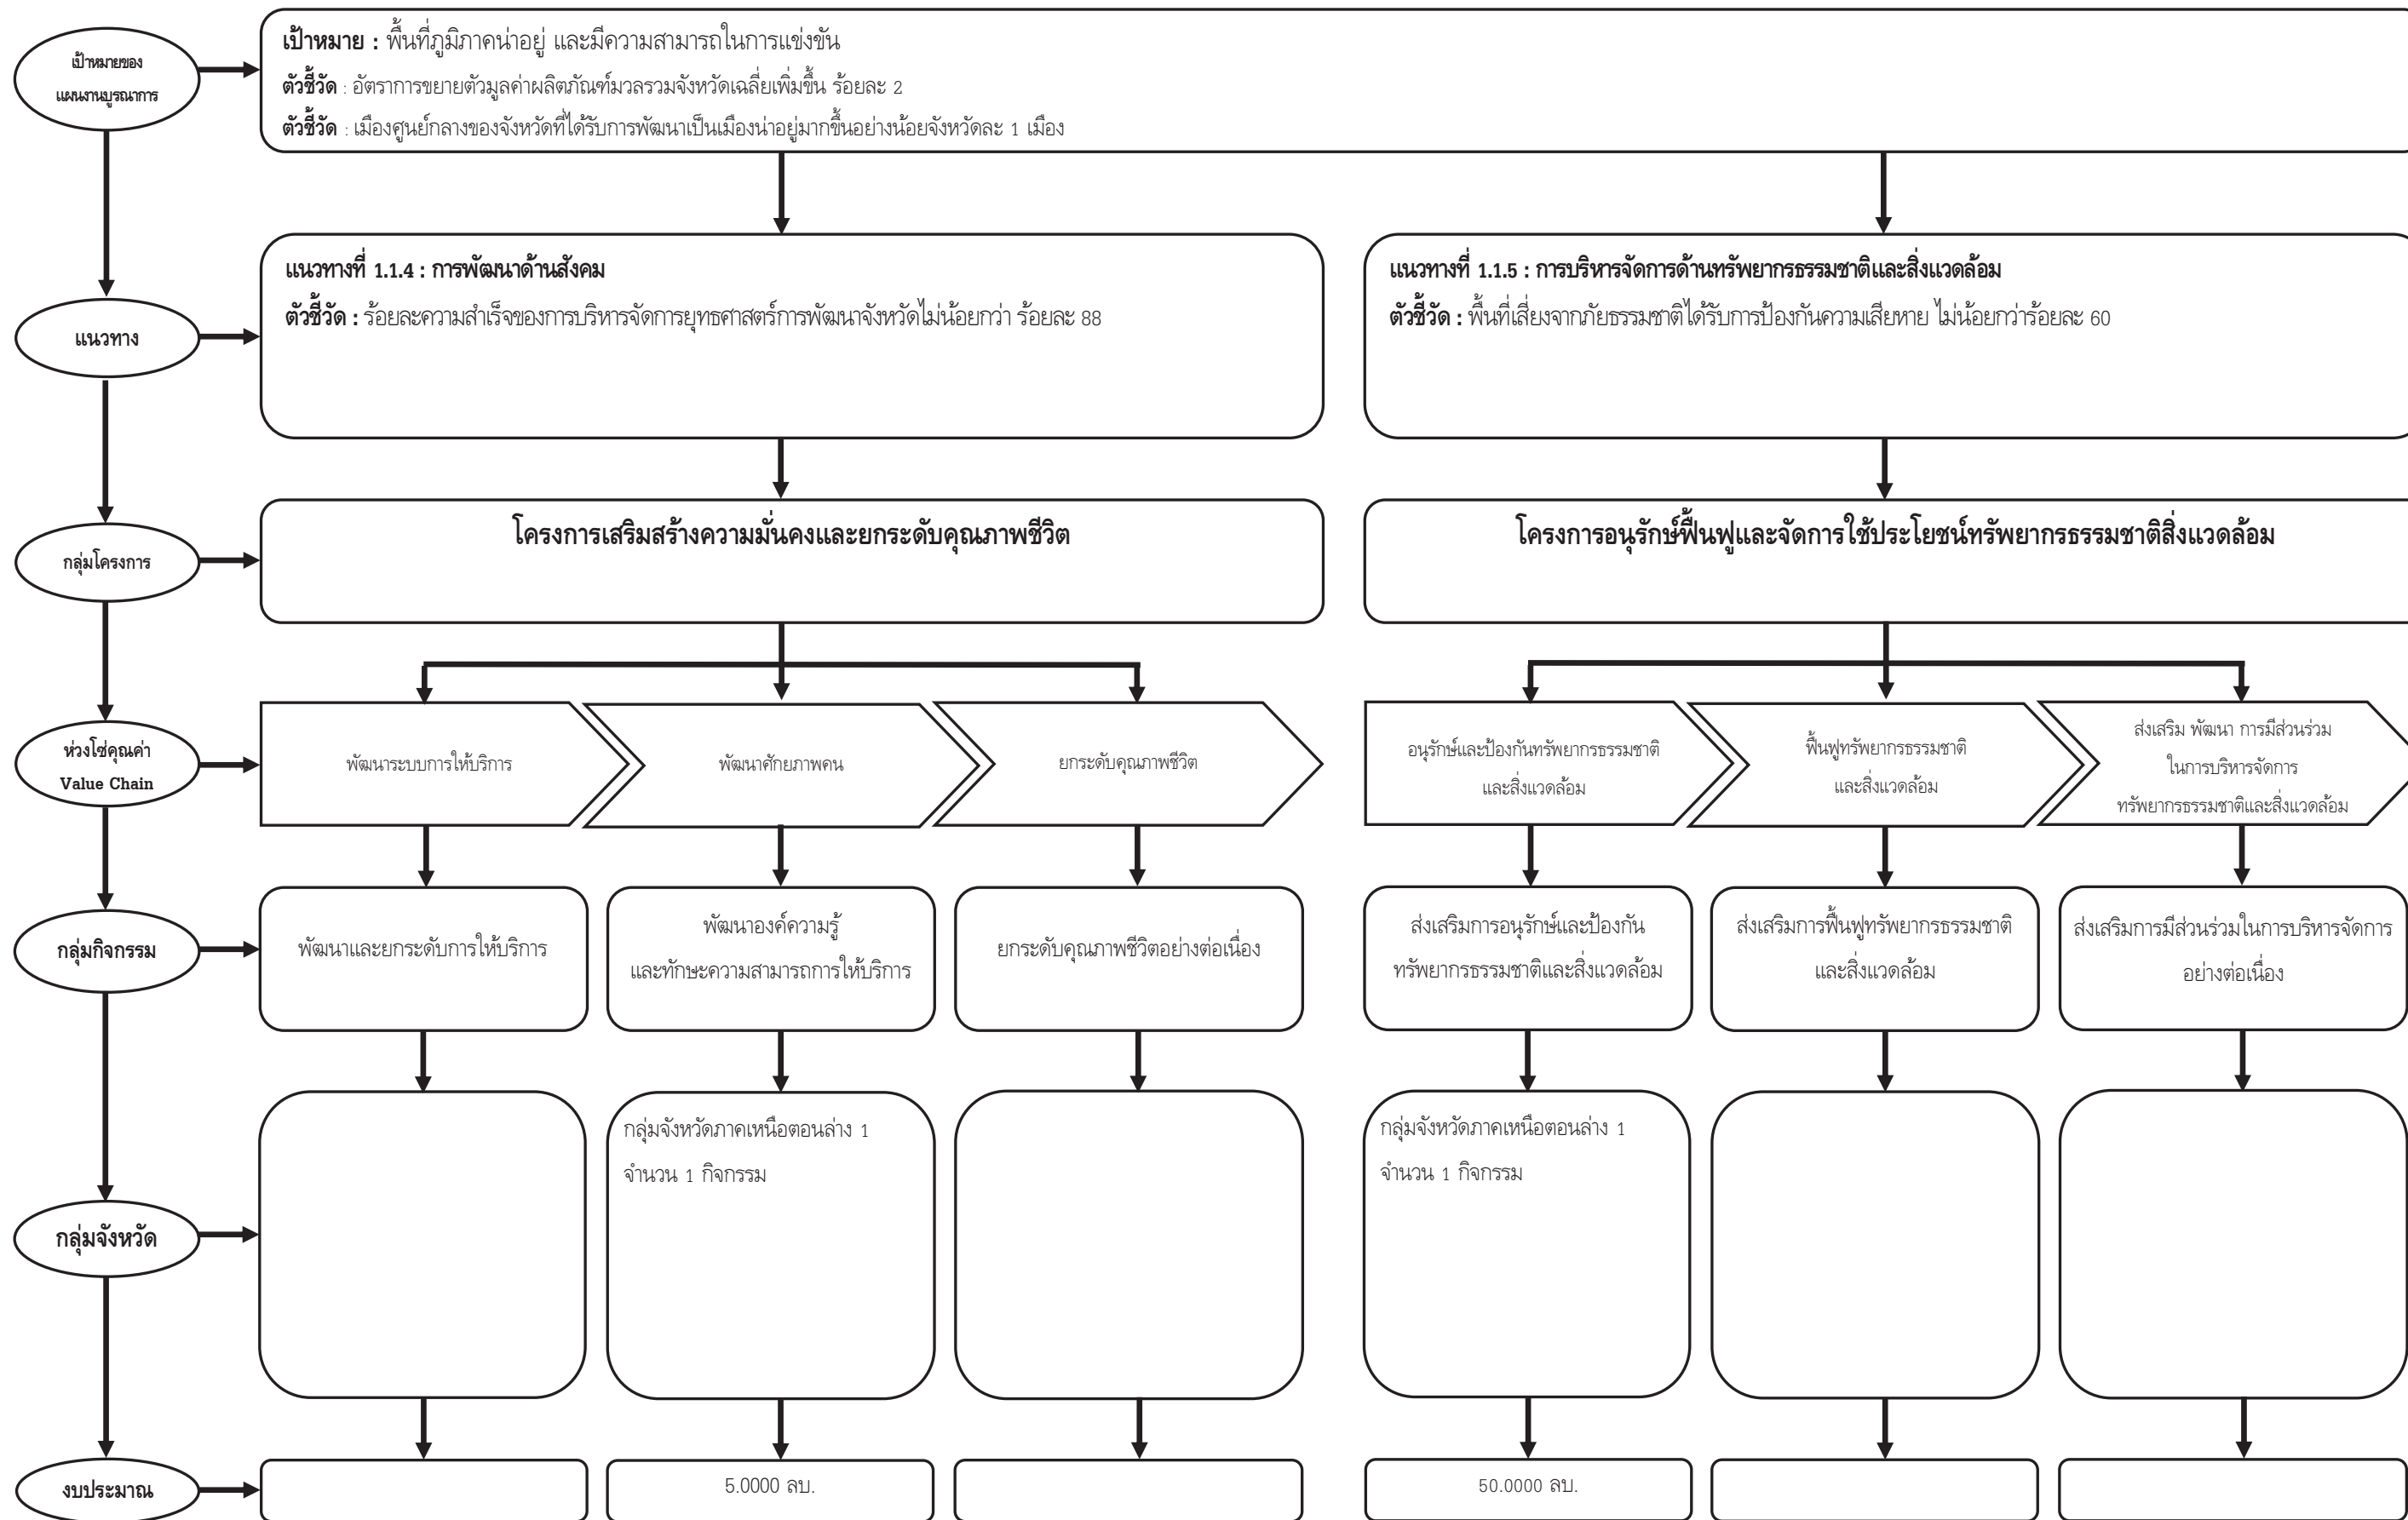 เป้าหมายของ
แผนงานบูรณาการ
เป้าหมาย : พื้นที่ภูมิภาคน่าอยู่ และมีความสามารถในการแข่งขัน
ตัวชี้วัด : อัตราการขยายตัวมูลค่าผลิตภัณฑ์มวลรวมจังหวัดเฉลี่ยเพิ่มขึ้น ร้อยละ 2
ตัวชี้วัด : เมืองศูนย์กลางของจังหวัดที่ได้รับการพัฒนาเป็นเมืองน่าอยู่มากขึ้นอย่างน้อยจังหวัดละ 1 เมือง
แนวทาง
แนวทางที่ 1.1.4 : การพัฒนาด้านสังคม
ตัวชี้วัด : ร้อยละความสำเร็จของการบริหารจัดการยุทธศาสตร์การพัฒนาจังหวัดไม่น้อยกว่า ร้อยละ 88
แนวทางที่ 1.1.5 : การบริหารจัดการด้านทรัพยากรธรรมชาติและสิ่งแวดล้อม
ตัวชี้วัด : พื้นที่เสี่ยงจากภัยธรรมชาติได้รับการป้องกันความเสียหาย ไม่น้อยกว่าร้อยละ 60
กลุ่มโครงการ
โครงการเสริมสร้างความมั่นคงและยกระดับคุณภาพชีวิต
โครงการอนุรักษ์ฟื้นฟูและจัดการใช้ประโยชน์ทรัพยากรธรรมชาติสิ่งแวดล้อม
ห่วงโซ่คุณค่า
Value Chain
พัฒนาระบบการให้บริการ
พัฒนาศักยภาพคน
ยกระดับคุณภาพชีวิต
อนุรักษ์และป้องกันทรัพยากรธรรมชาติ
และสิ่งแวดล้อม
ฟื้นฟูทรัพยากรธรรมชาติ
และสิ่งแวดล้อม
ส่งเสริม พัฒนา การมีส่วนร่วม
ในการบริหารจัดการ
ทรัพยากรธรรมชาติและสิ่งแวดล้อม
กลุ่มกิจกรรม
พัฒนาและยกระดับการให้บริการ
พัฒนาองค์ความรู้
และทักษะความสามารถการให้บริการ
ยกระดับคุณภาพชีวิตอย่างต่อเนื่อง
ส่งเสริมการอนุรักษ์และป้องกัน
ทรัพยากรธรรมชาติและสิ่งแวดล้อม
ส่งเสริมการฟื้นฟูทรัพยากรธรรมชาติ
และสิ่งแวดล้อม
ส่งเสริมการมีส่วนร่วมในการบริหารจัดการ
อย่างต่อเนื่อง
กลุ่มจังหวัด
กลุ่มจังหวัดภาคเหนือตอนล่าง 1
จำนวน 1 กิจกรรม
กลุ่มจังหวัดภาคเหนือตอนล่าง 1
จำนวน 1 กิจกรรม
งบประมาณ
5.0000 ลบ.
50.0000 ลบ.